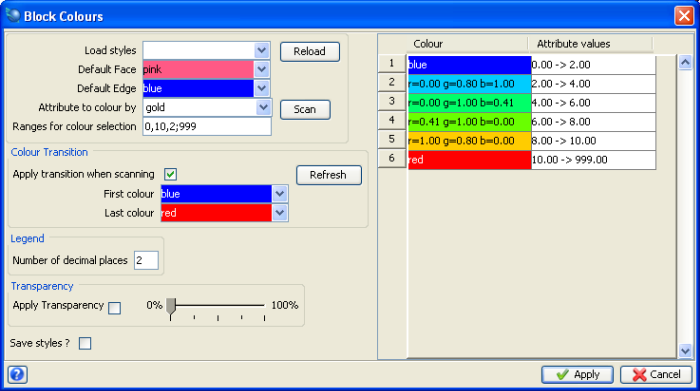 Block Colours
Load styles
Reload
Default Face pink
Default Edge blue
Attribute to colour by gold
Scan
Ranges for colour selection 0,10,2;999
Colour Transition
Apply transition when scanning
Refresh
First colour blue
Last colour red
Legend
Number of decimal places 2
Transparency
Apply Transparency 0% 100%
Save styles ?
Colour Attribute values
1 blue 0.00 -> 2.00
2 r=0.00 g=0.80 b=1.00 2.00 -> 4.00
3 r=0.00 g=1.00 b=0.41 4.00 -> 6.00
4 r=0.41 g=1.00 b=0.00 6.00 -> 8.00
5 r=1.00 g=0.80 b=0.00 8.00 -> 10.00
6 red 10.00 -> 999.00
? Apply Cancel